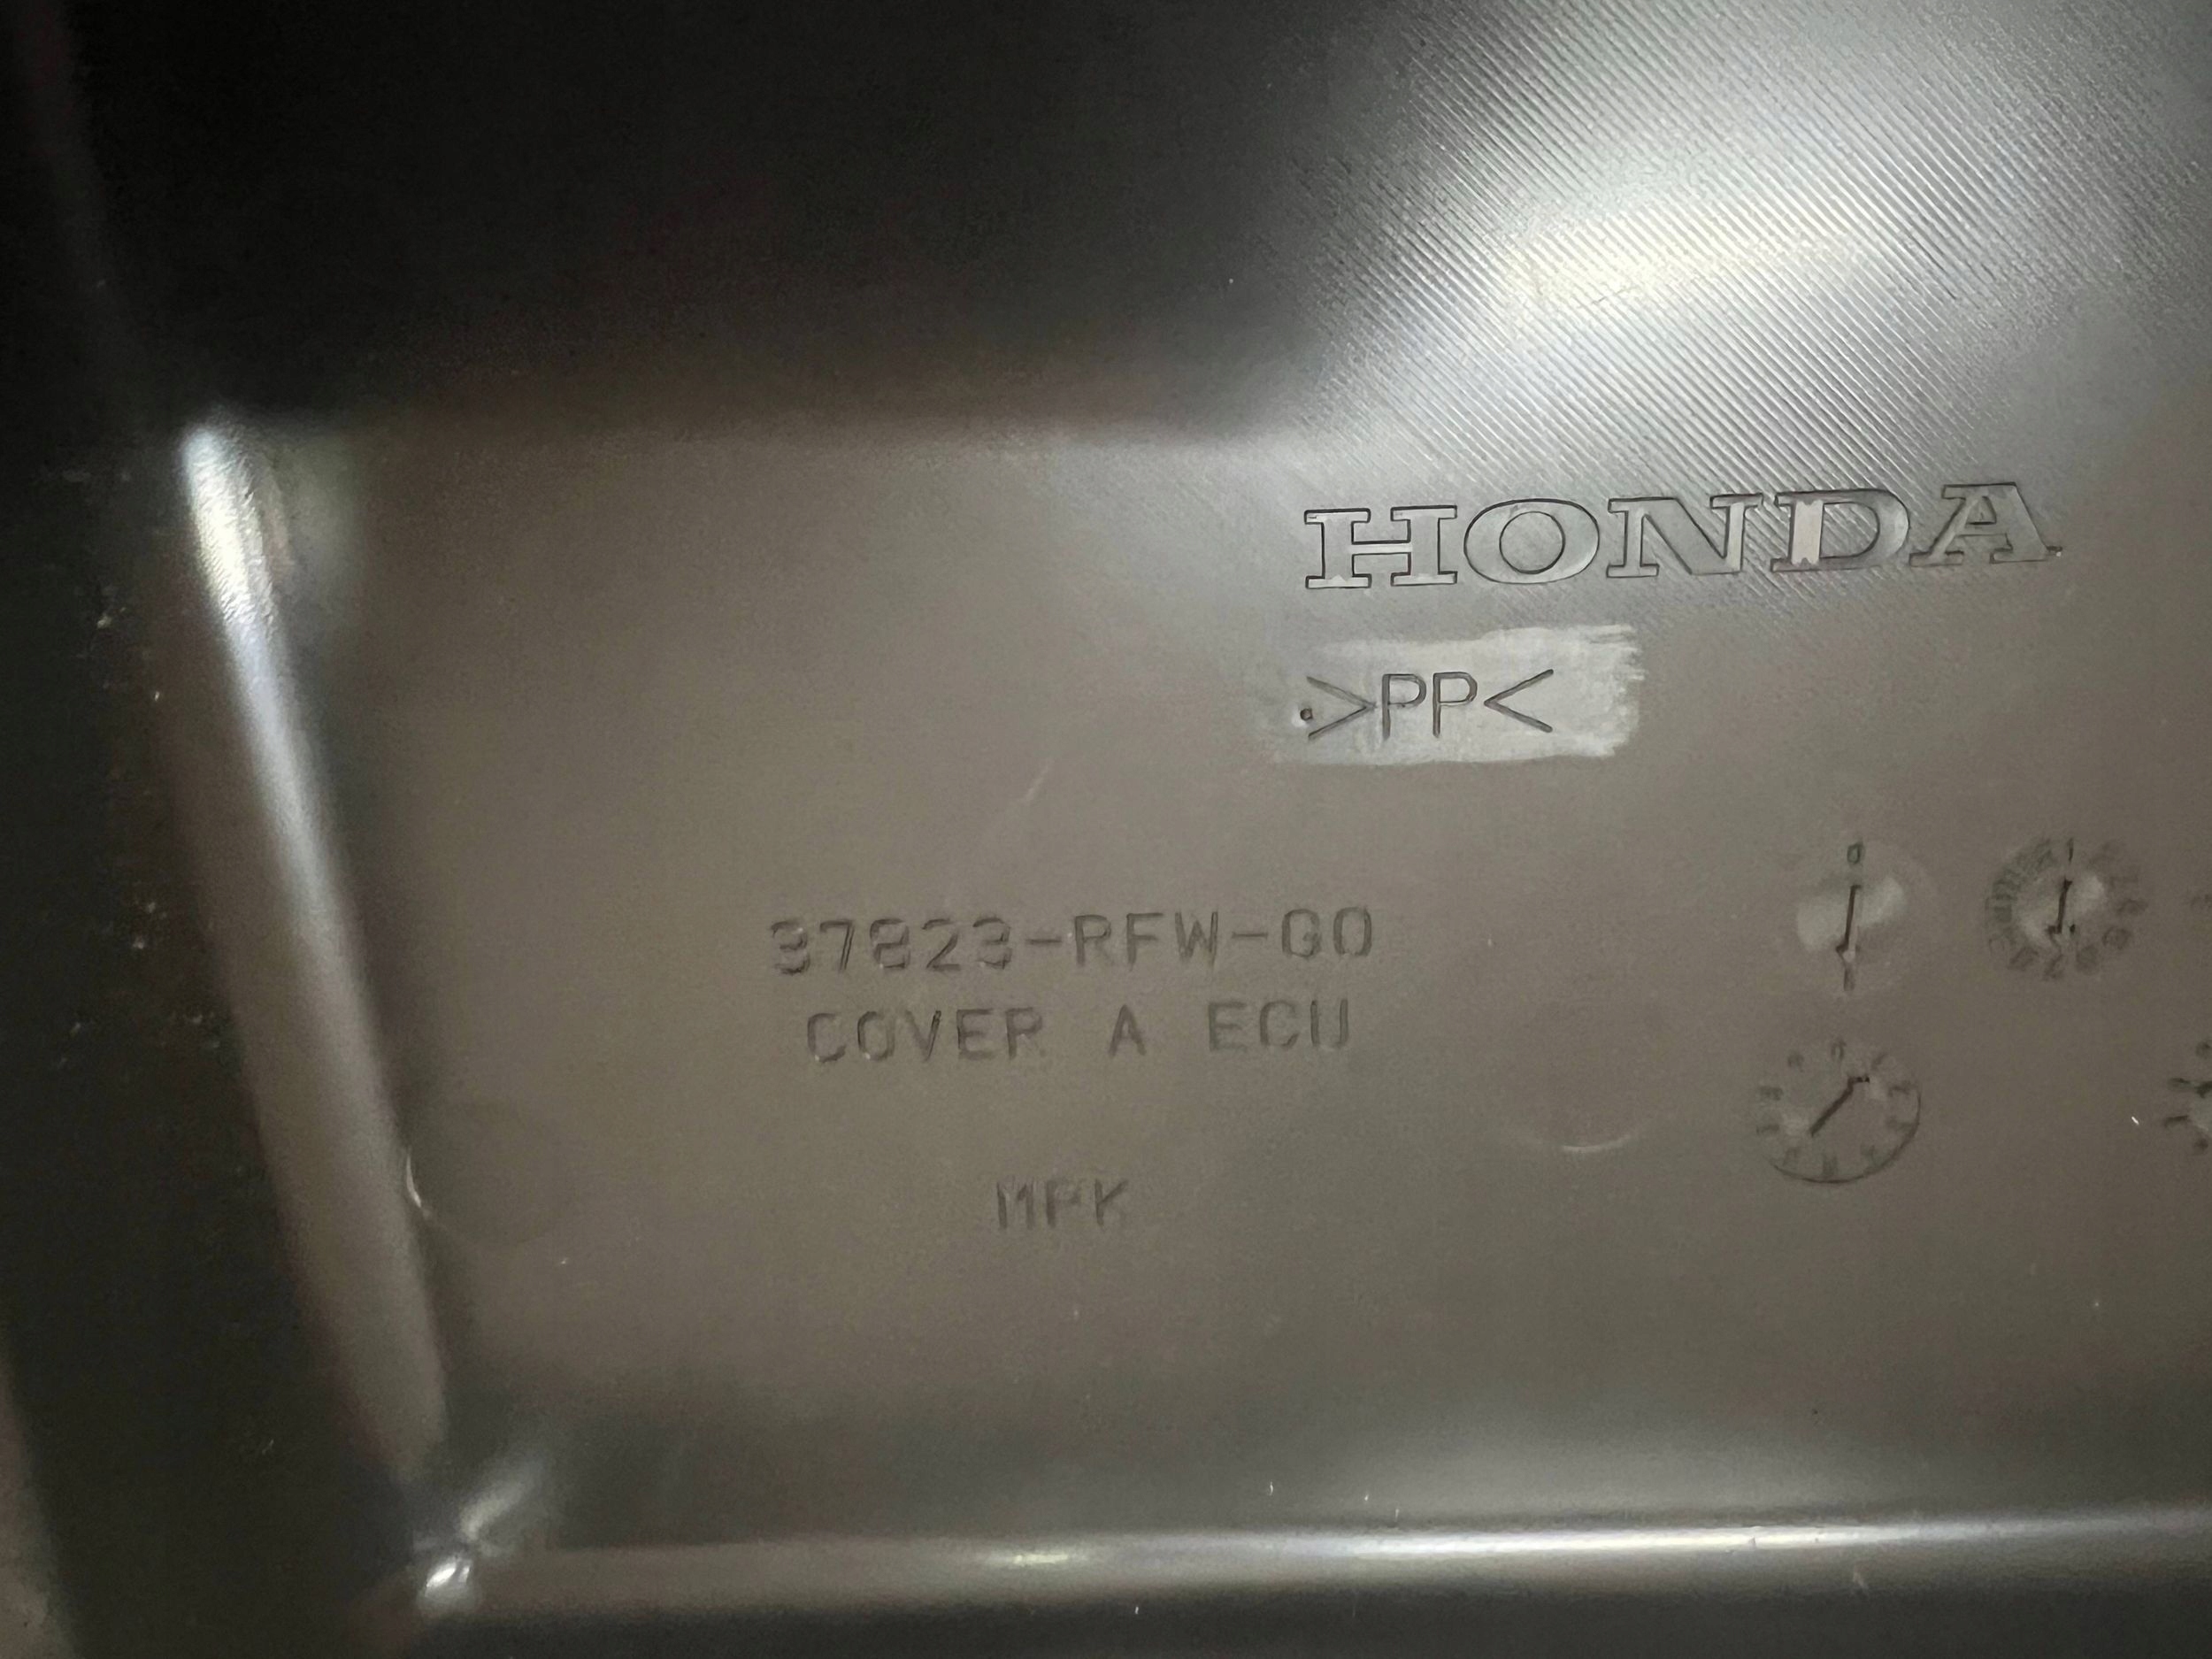 HONDA
.>PP<
37823-RFW-G0
COVER A ECU
MPK